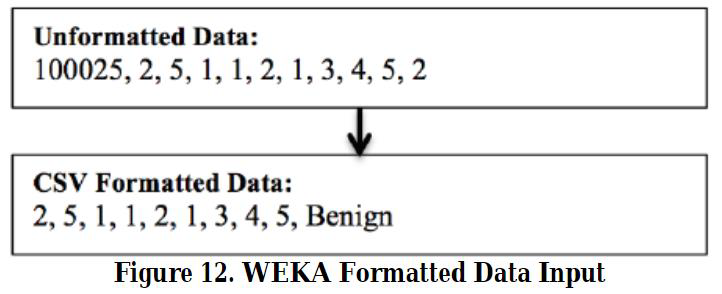 Unformatted Data:
100025, 2, 5, 1, 1, 2, 1, 3, 4, 5, 2
CSV Formatted Data:
2, 5, 1, 1, 2, 1, 3, 4, 5, Benign
Figure 12. WEKA Formatted Data Input